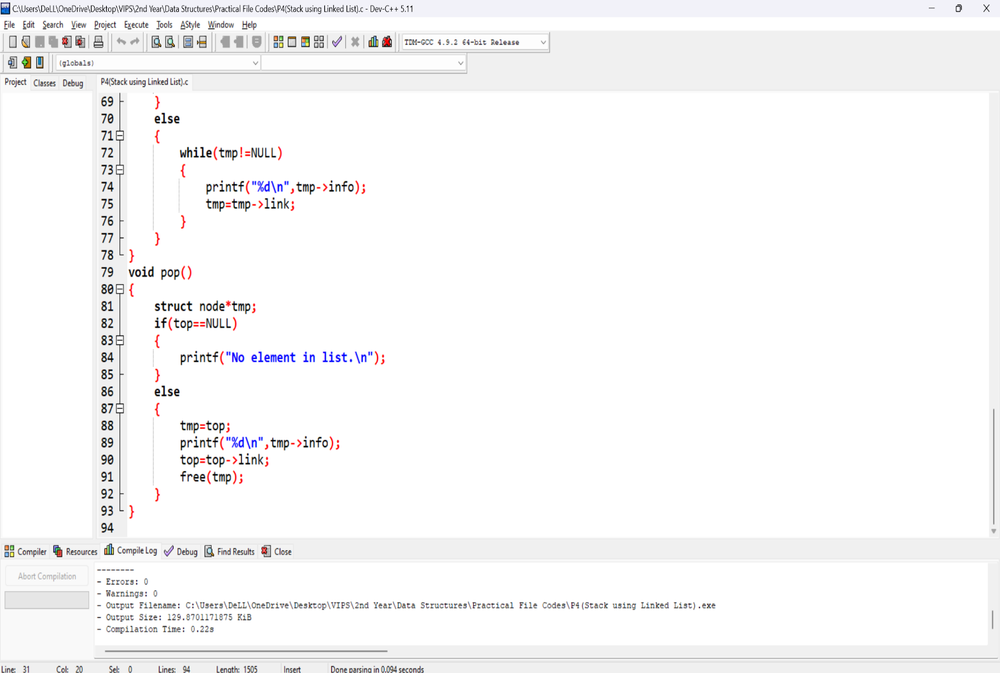 C:\Users\DeLL\OneDrive\Desktop\VIPS\2nd Year\Data Structures\Practical File Codes\P4(Stack using Linked List).c - Dev-C++ 5.11
File Edit Search View Project Execute Tools AStyle Window Help
TDM-GCC 4.9.2 64-bit Release
(globals)
Project Classes Debug P4(Stack using Linked List).c
69 }
70 else
71 {
72 while(tmp!=NULL)
73 {
74 printf("%d\n",tmp->info);
75 tmp=tmp->link;
76 }
77 }
78 }
79 void pop()
80 {
81 struct node*tmp;
82 if(top==NULL)
83 {
84 printf("No element in list.\n");
85 }
86 else
87 {
88 tmp=top;
89 printf("%d\n",tmp->info);
90 top=top->link;
91 free(tmp);
92 }
93 }
94
Compiler Resources Compile Log Debug Find Results Close
Abort Compilation
--------
- Errors: 0
- Warnings: 0
- Output Filename: C:\Users\DeLL\OneDrive\Desktop\VIPS\2nd Year\Data Structures\Practical File Codes\P4(Stack using Linked List).exe
- Output Size: 129.8701171875 KiB
- Compilation Time: 0.22s
Line: 31 Col: 20 Sel: 0 Lines: 94 Length: 1505 Insert Done parsing in 0.094 seconds